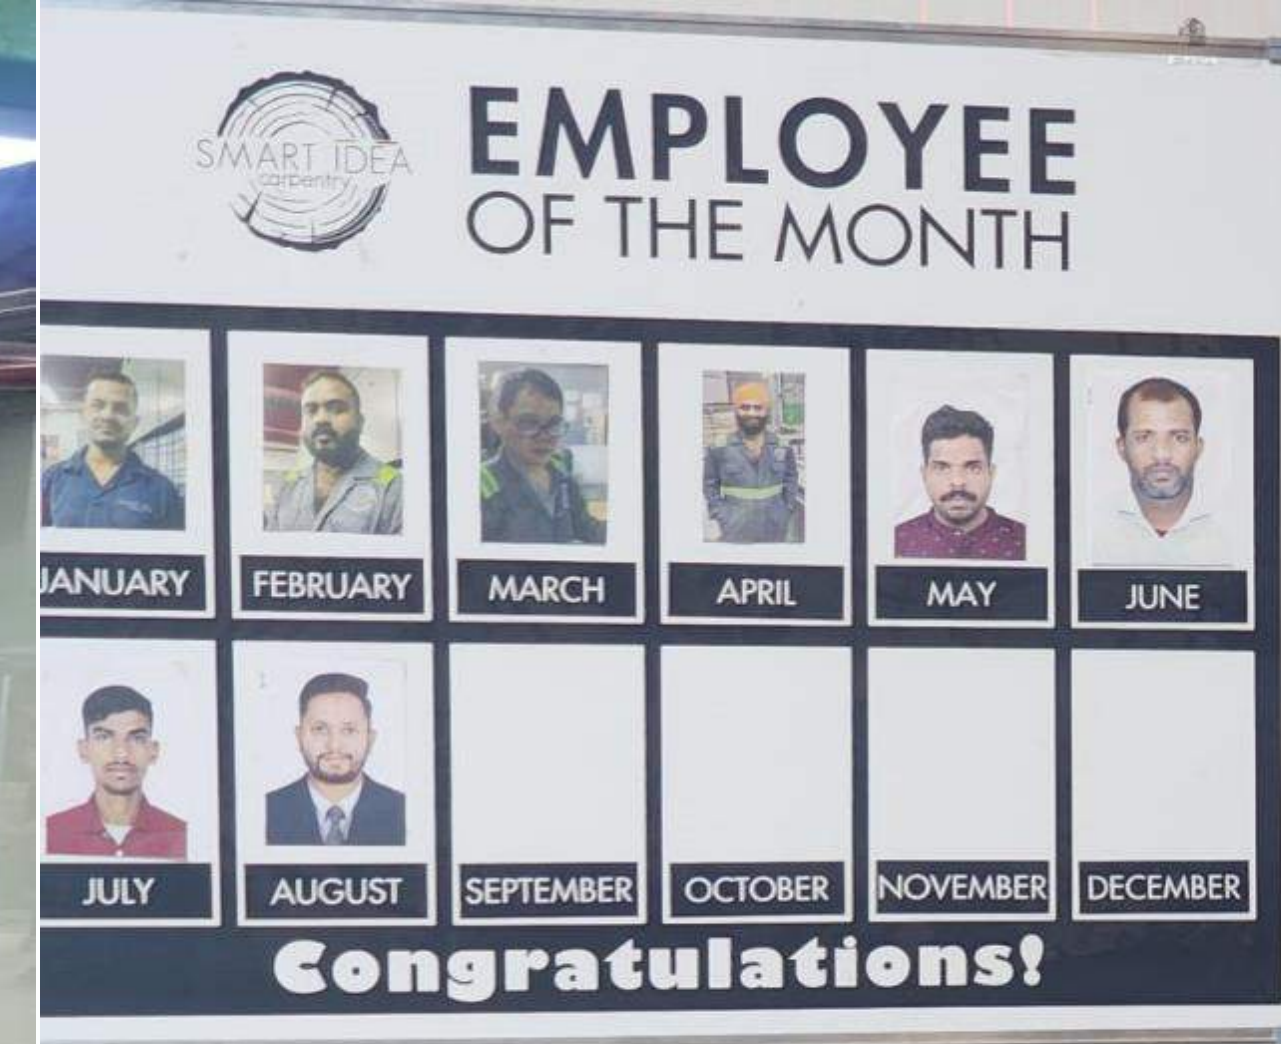 SMART IDEA
carpentry
EMPLOYEE
OF THE MONTH
JANUARY
FEBRUARY
MARCH
APRIL
MAY
JUNE
JULY
AUGUST
SEPTEMBER
OCTOBER
NOVEMBER
DECEMBER
Congratulations!